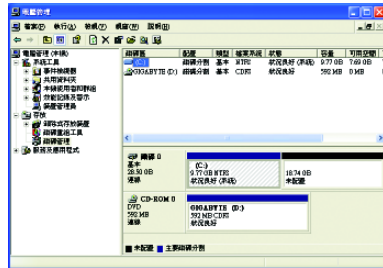 電腦管理
檔案(F) 執行(A) 檢視(V) 視窗(W) 說明(H)
電腦管理 (本機)
系統工具
事件檢視器
共用資料夾
本機使用者和群組
效能記錄及警示
裝置管理員
存放
卸除式存放裝置
磁碟重組工具
磁碟管理
服務及應用程式
磁碟區 配置 類型 檔案系統 狀態 容量 可用空間
(C:) 磁碟分割 基本 NTFS 狀況良好 (系統) 9.77 GB 7.69 GB
GIGABYTE (D:) 磁碟分割 基本 CDFS 狀況良好 592 MB 0 MB
磁碟 0
基本
28.50 GB
連線
(C:)
9.77 GB NTFS
狀況良好 (系統)
18.74 GB
未配置
CD-ROM 0
DVD
592 MB
連線
GIGABYTE (D:)
592 MB CDFS
狀況良好
未配置 主要磁碟分割